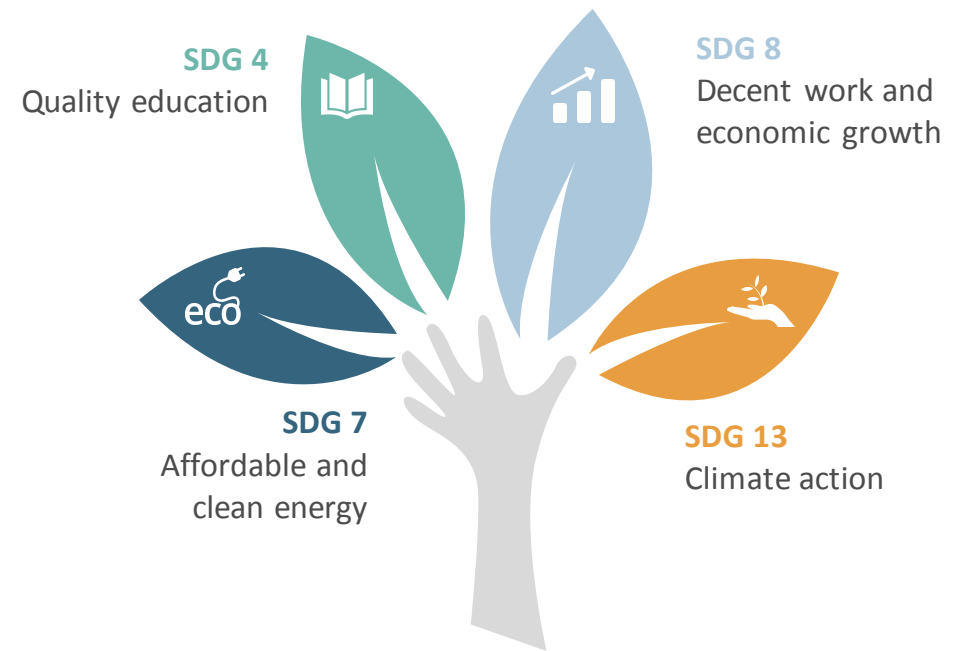 SDG 4
Quality education
SDG 8
Decent work and
economic growth
eco
SDG 7
Affordable and
clean energy
SDG 13
Climate action